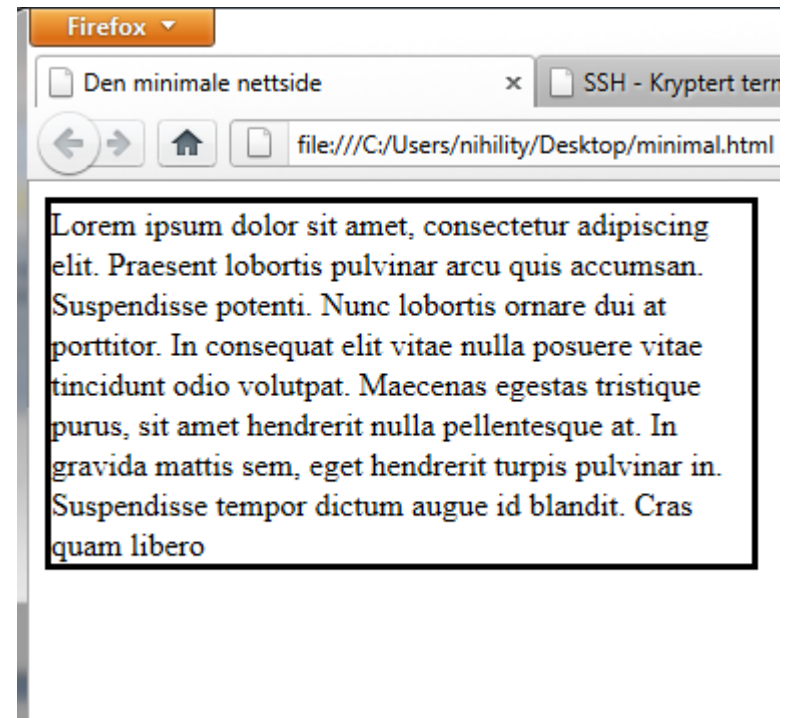 Firefox
Den minimale nettside
SSH - Kryptert tern
file:///C:/Users/nihility/Desktop/minimal.html
Lorem ipsum dolor sit amet, consectetur adipiscing
elit. Praesent lobortis pulvinar arcu quis accumsan.
Suspendisse potenti. Nunc lobortis ornare dui at
porttitor. In consequat elit vitae nulla posuere vitae
tincidunt odio volutpat. Maecenas egestas tristique
purus, sit amet hendrerit nulla pellentesque at. In
gravida mattis sem, eget hendrerit turpis pulvinar in.
Suspendisse tempor dictum augue id blandit. Cras
quam libero